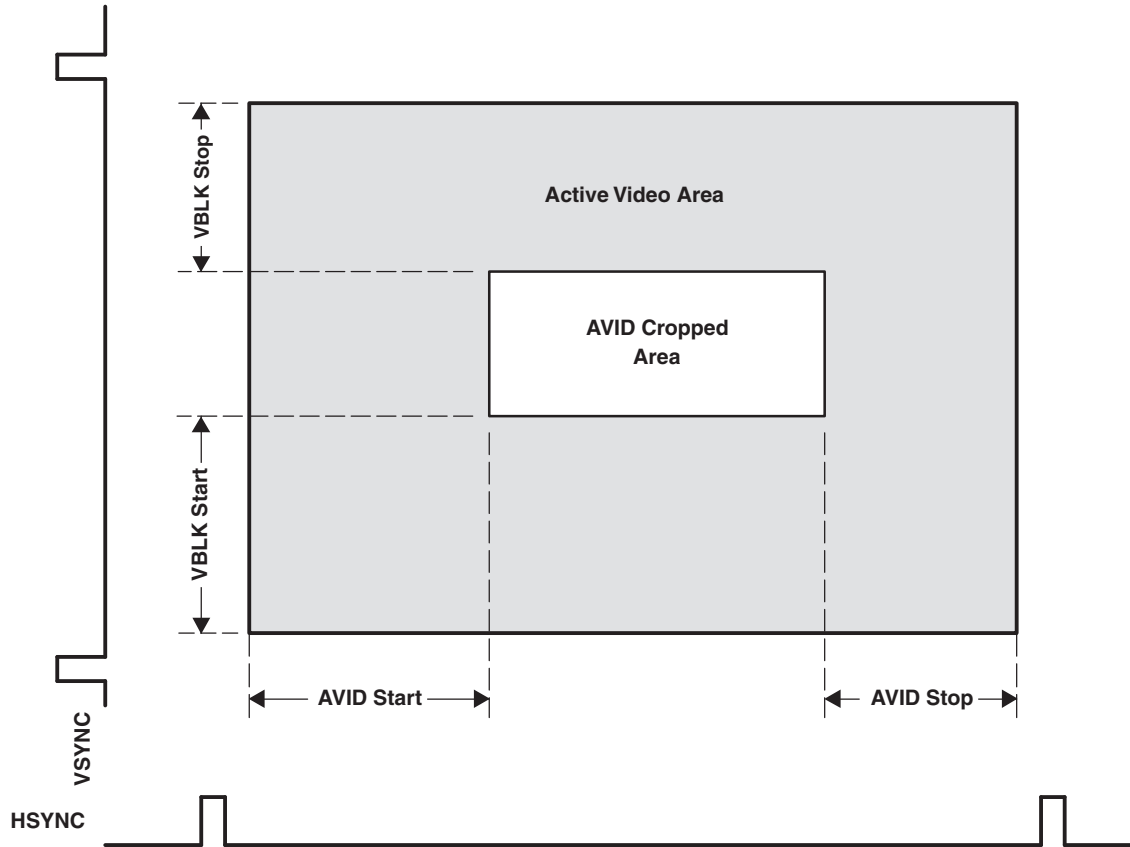 VBLK Stop
Active Video Area
AVID Cropped
Area
VBLK Start
AVID Start
AVID Stop
VSYNC
HSYNC